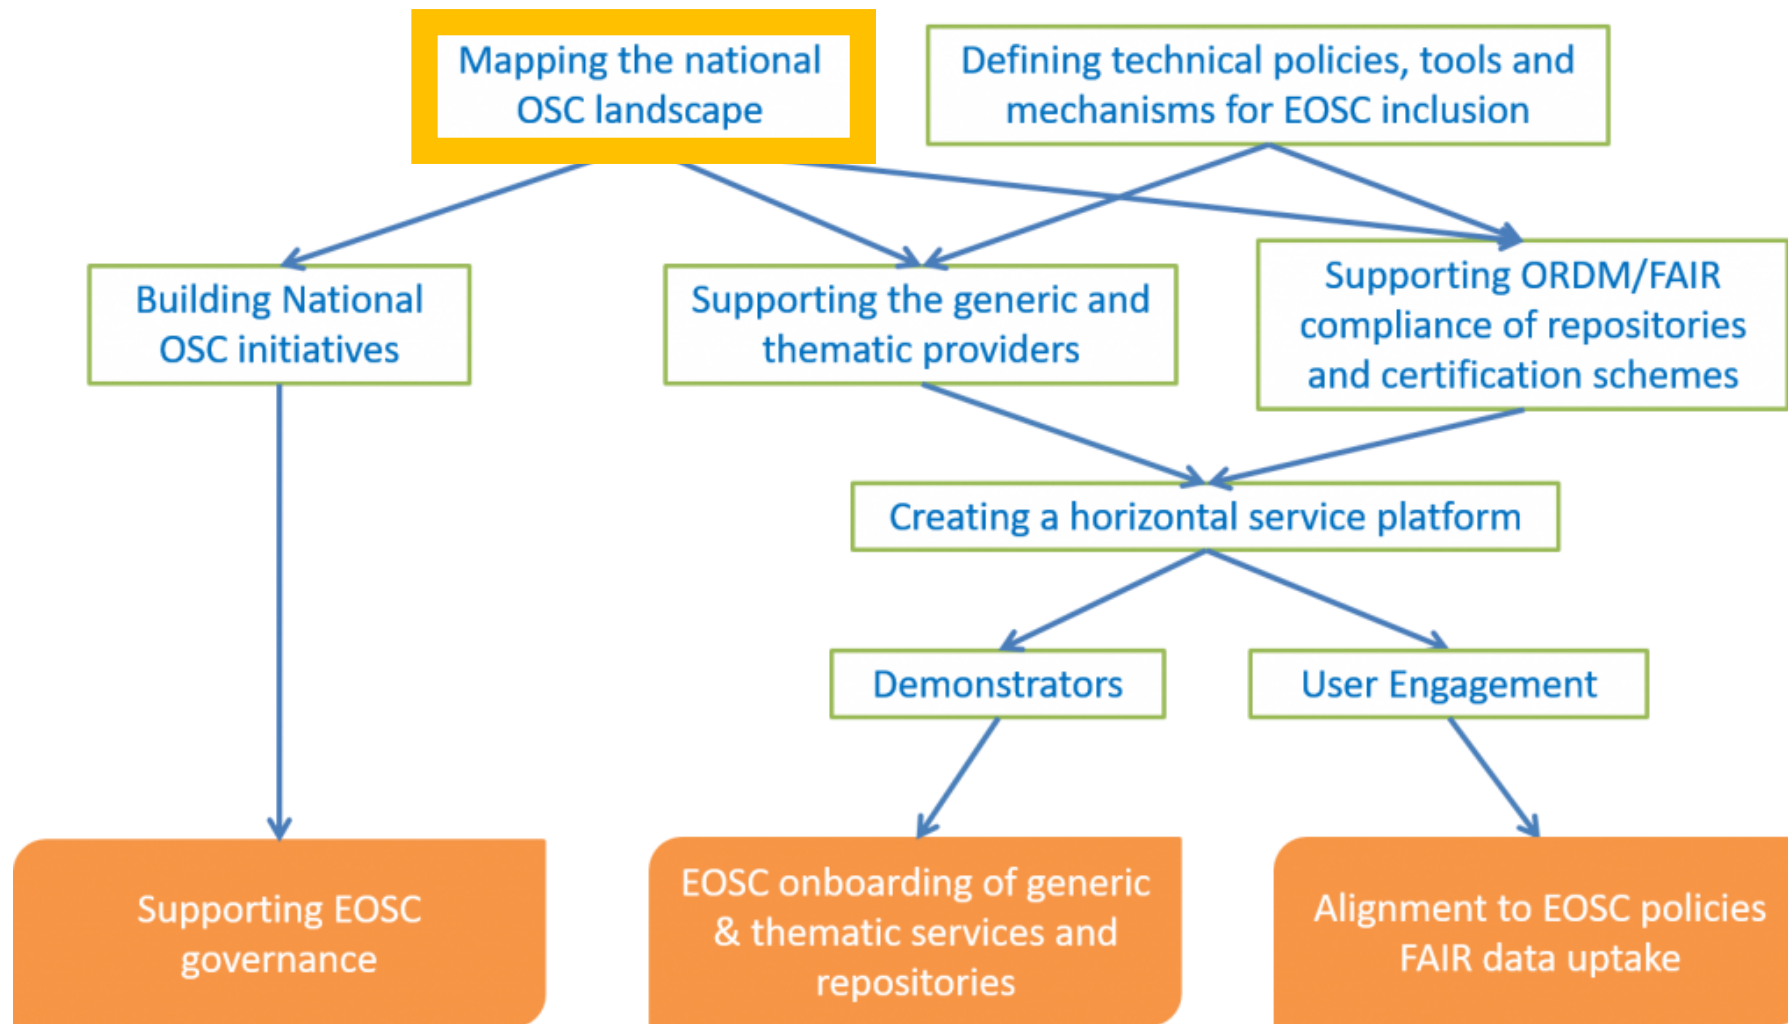 Mapping the national
OSC landscape
Defining technical policies, tools and
mechanisms for EOSC inclusion
Building National
OSC initiatives
Supporting the generic and
thematic providers
Supporting ORDM/FAIR
compliance of repositories
and certification schemes
Creating a horizontal service platform
Demonstrators
User Engagement
Supporting EOSC
governance
EOSC onboarding of generic
& thematic services and
repositories
Alignment to EOSC policies
FAIR data uptake